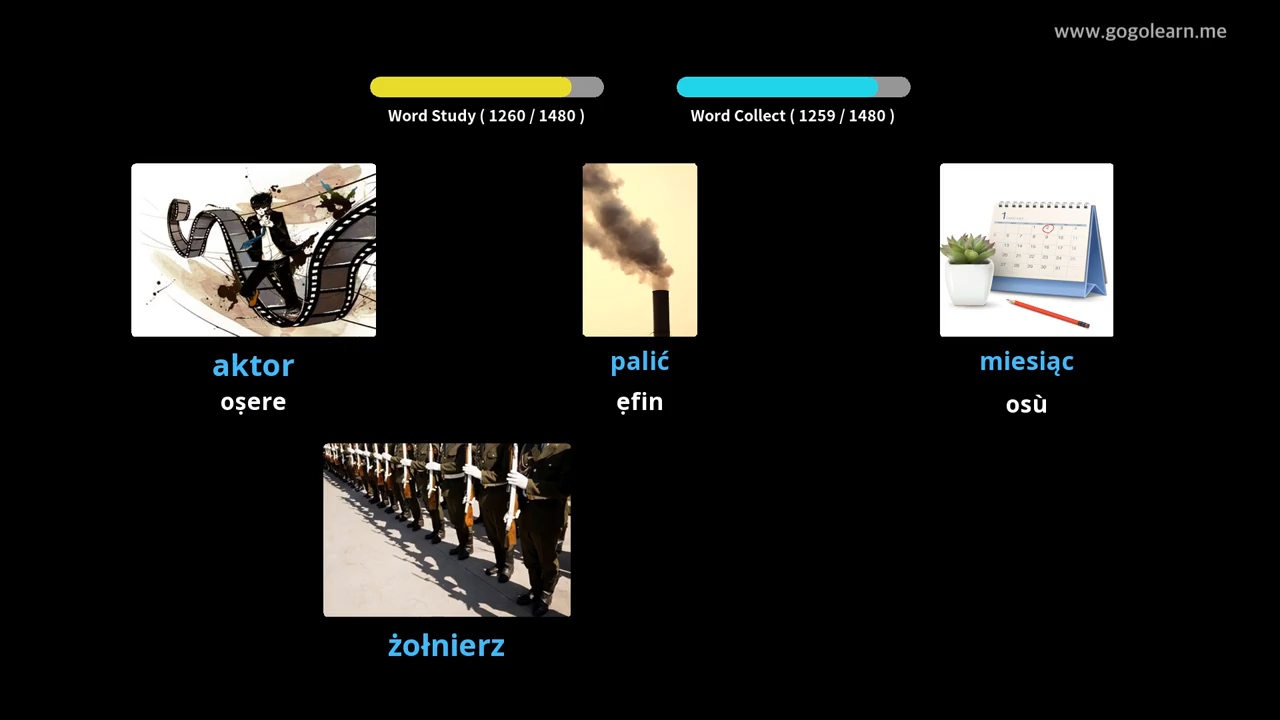 www.gogolearn.me
Word Study ( 1260 / 1480 )
Word Collect ( 1259 / 1480 )
aktor
palić
miesiąc
oṣere
ẹfin
osù
żołnierz